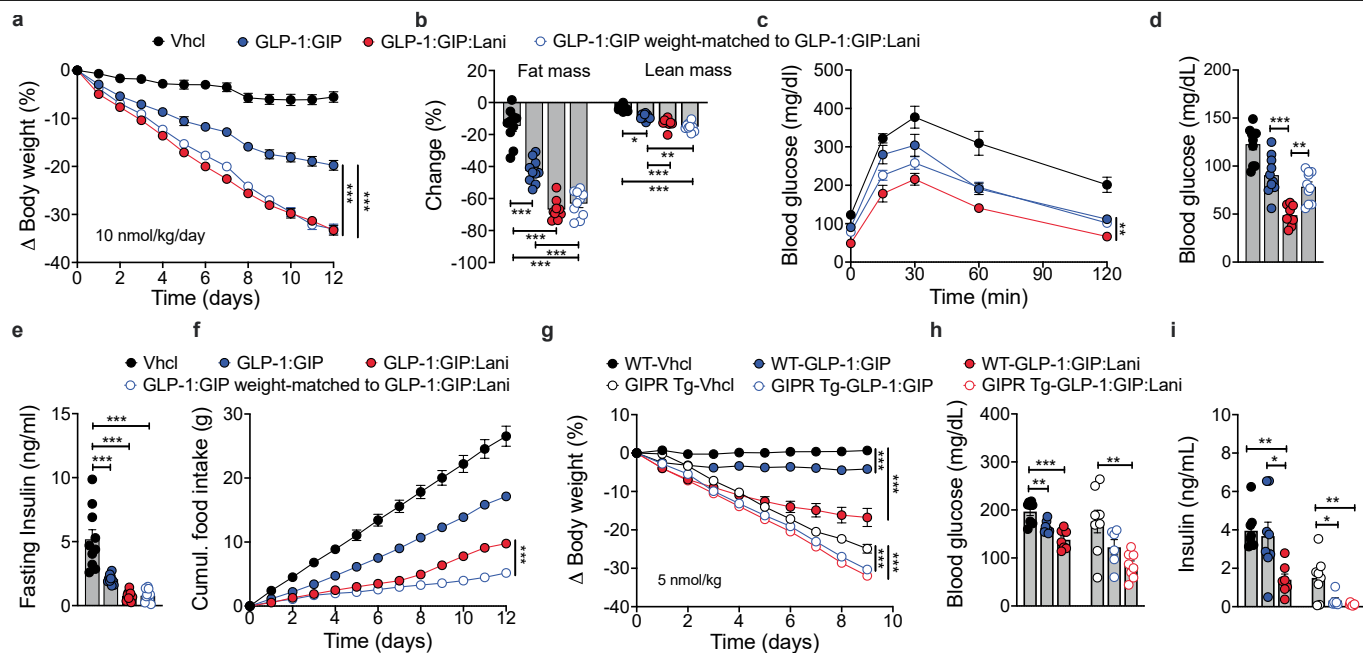 a
b
c
d
Vhcl
GLP-1:GIP
GLP-1:GIP:Lani
GLP-1:GIP weight-matched to GLP-1:GIP:Lani
Δ Body weight (%)
0
-10
-20
-30
-40
10 nmol/kg/day
***
***
0 2 4 6 8 10 12
Time (days)
Change (%)
20
0
-20
-40
-60
-80
-100
Fat mass
Lean mass
***
***
***
***
*
**
***
***
Blood glucose (mg/dl)
500
400
300
200
100
0
**
0 30 60 90 120
Time (min)
Blood glucose (mg/dL)
200
150
100
50
0
***
**
e
f
g
h
i
Vhcl
GLP-1:GIP
GLP-1:GIP:Lani
GLP-1:GIP weight-matched to GLP-1:GIP:Lani
WT-Vhcl
WT-GLP-1:GIP
WT-GLP-1:GIP:Lani
GIPR Tg-Vhcl
GIPR Tg-GLP-1:GIP
GIPR Tg-GLP-1:GIP:Lani
Fasting Insulin (ng/ml)
15
10
5
0
***
***
***
Cumul. food intake (g)
30
20
10
0
***
0 2 4 6 8 10 12
Time (days)
Δ Body weight (%)
10
0
-10
-20
-30
-40
5 nmol/kg
***
***
***
***
0 2 4 6 8 10
Time (days)
Blood glucose (mg/dL)
400
300
200
100
0
***
**
**
Insulin (ng/mL)
10
8
6
4
2
0
**
*
**
*